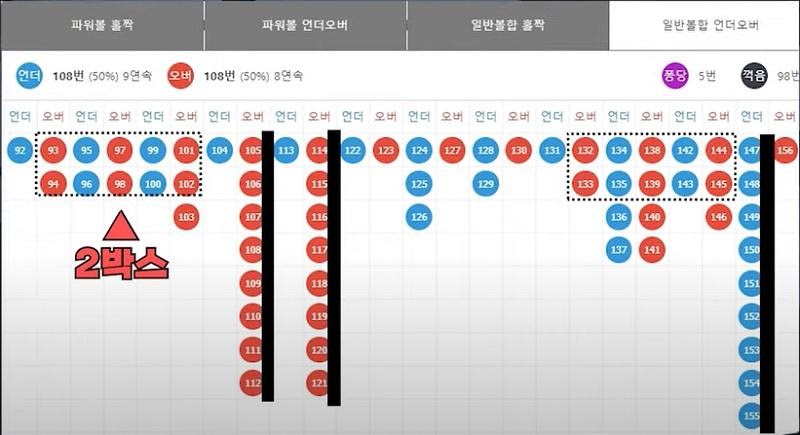 파워볼 홀짝 파워볼 언더오버 일반볼합 홀짝 일반볼합 언더오버
언더 108번 (50%) 9연속 오버 108번 (50%) 8연속 퐁당 5번 꺽음 98번
언더 오버 언더 오버 언더 오버 언더 오버 언더 오버 언더 오버 언더 오버 언더 오버 언더 오버 언더 오버 언더 오버 언더 오버
92 93 95 97 99 101 104 105 113 114 122 123 124 127 128 130 131 132 134 138 142 144 147 156
94 96 98 100 102 106 115 125 129 133 135 139 143 145 148
103 107 116 126 136 140 146 149
108 117 137 141 150
2박스
109 118 151
110 119 152
111 120 153
112 121 154
155